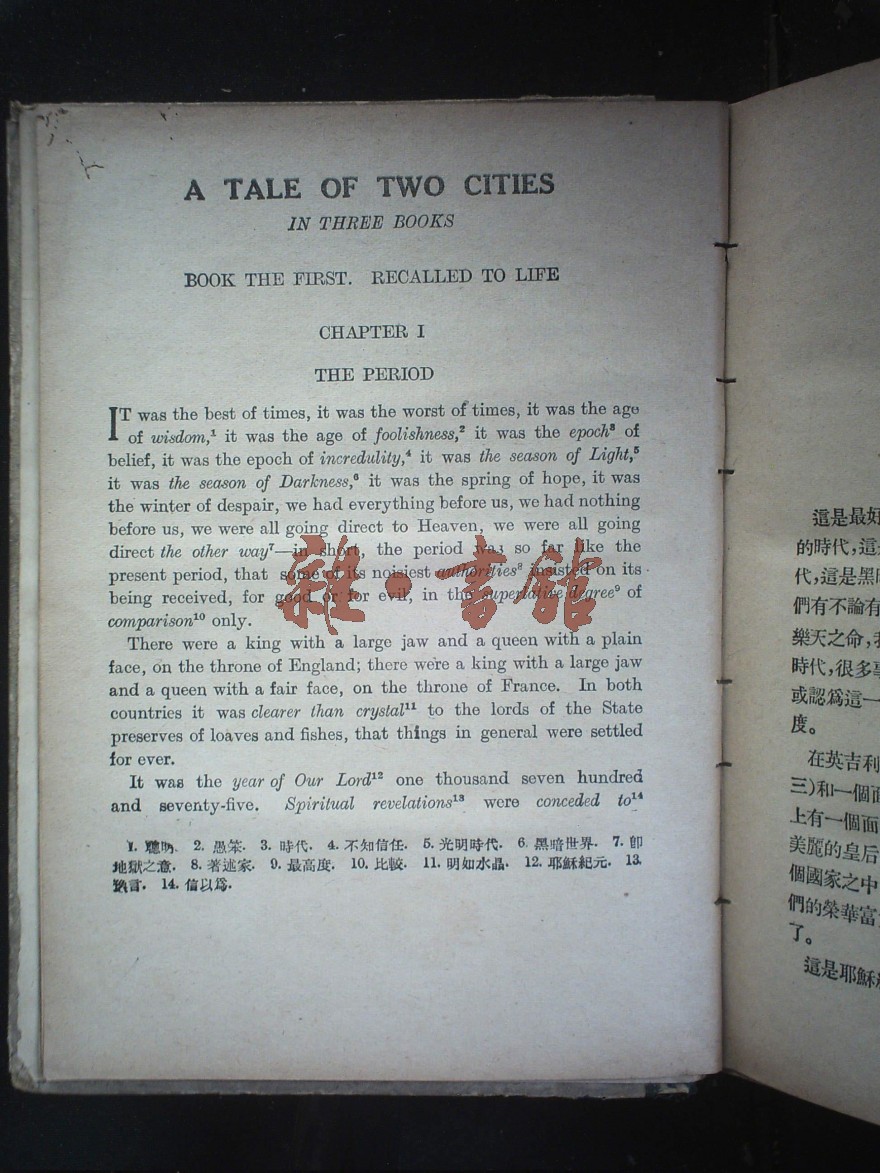 A TALE OF TWO CITIES
IN THREE BOOKS
BOOK THE FIRST. RECALLED TO LIFE
CHAPTER I
THE PERIOD
IT was the best of times, it was the worst of times, it was the age
of wisdom,¹ it was the age of foolishness,² it was the epoch³ of
belief, it was the epoch of incredulity,⁴ it was the season of Light,⁵
it was the season of Darkness,⁶ it was the spring of hope, it was
the winter of despair, we had everything before us, we had nothing
before us, we were all going direct to Heaven, we were all going
direct the other way⁷—in short, the period was so far like the
present period, that some of its noisiest authorities⁸ insisted on its
being received, for good or for evil, in the superlative degree⁹ of
comparison¹⁰ only.
There were a king with a large jaw and a queen with a plain
face, on the throne of England; there were a king with a large jaw
and a queen with a fair face, on the throne of France. In both
countries it was clearer than crystal¹¹ to the lords of the State
preserves of loaves and fishes, that things in general were settled
for ever.
It was the year of Our Lord¹² one thousand seven hundred
and seventy-five. Spiritual revelations¹³ were conceded to¹⁴
1. 聰明. 2. 愚笨. 3. 時代. 4. 不知信任. 5. 光明時代. 6. 黑暗世界. 7. 卽
地獄之意. 8. 著述家. 9. 最高度. 10. 比較. 11. 明如水晶. 12. 耶穌紀元. 13.
言. 14. 信以爲.
雜·書館
這是最好
的時代，這
代，這是黑
們有不論有
樂天之命，
時代，很多
或認爲這一
度。
在英吉利
三）和一個
上有一個面
美麗的皇后
個國家之中
們的榮華富
了。
這是耶穌